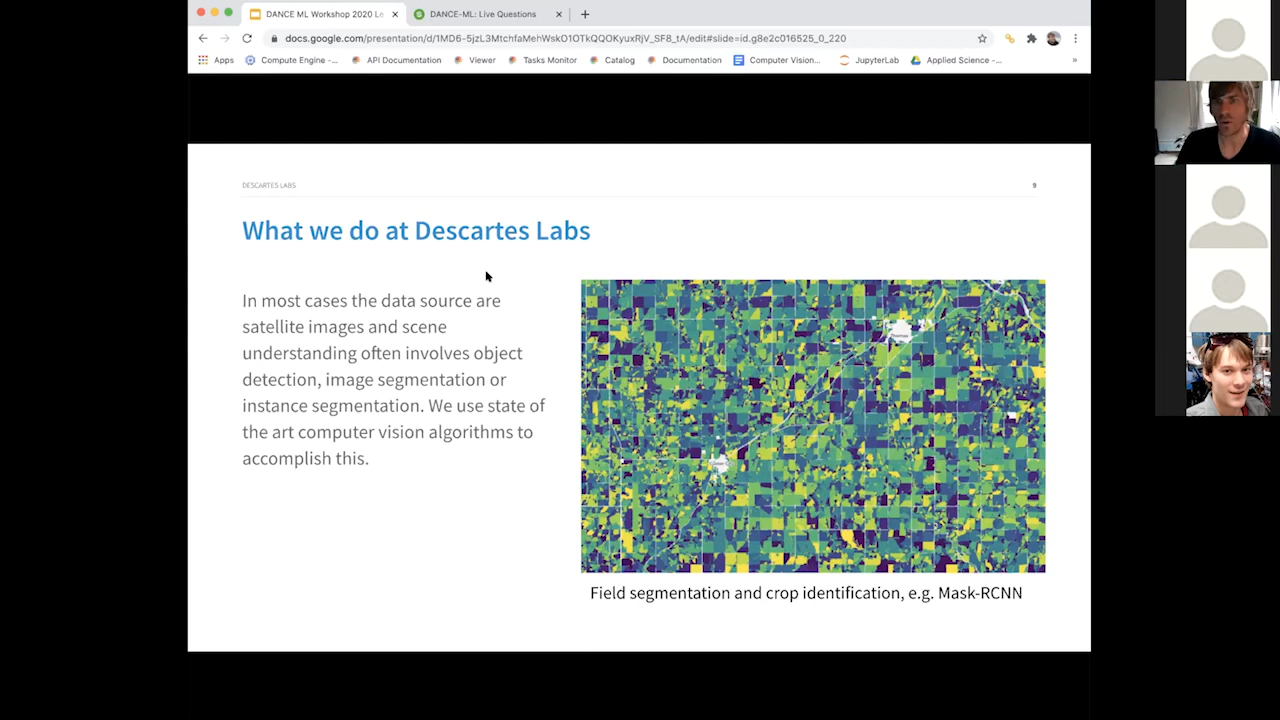 DANCE ML Workshop 2020 Le
DANCE-ML: Live Questions
docs.google.com/presentation/d/1MD6-5jzL3MtchfaMehWskO1OTkQQOKyuxRjV_SF8_tA/edit#slide=id.g8e2c016525_0_220
Apps Compute Engine -... API Documentation Viewer Tasks Monitor Catalog Documentation Computer Vision... JupyterLab Applied Science -... »
DESCARTES LABS 9
What we do at Descartes Labs
In most cases the data source are
satellite images and scene
understanding often involves object
detection, image segmentation or
instance segmentation. We use state of
the art computer vision algorithms to
accomplish this.
Thomas
Field segmentation and crop identification, e.g. Mask-RCNN